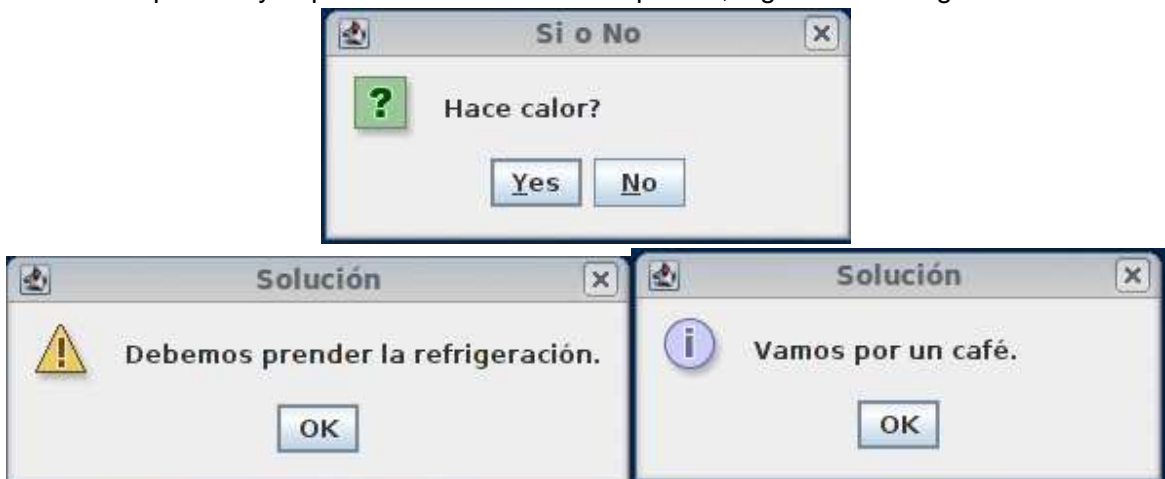 Si o No
Hace calor?
Yes No
Solución
Debemos prender la refrigeración.
OK
Solución
Vamos por un café.
OK